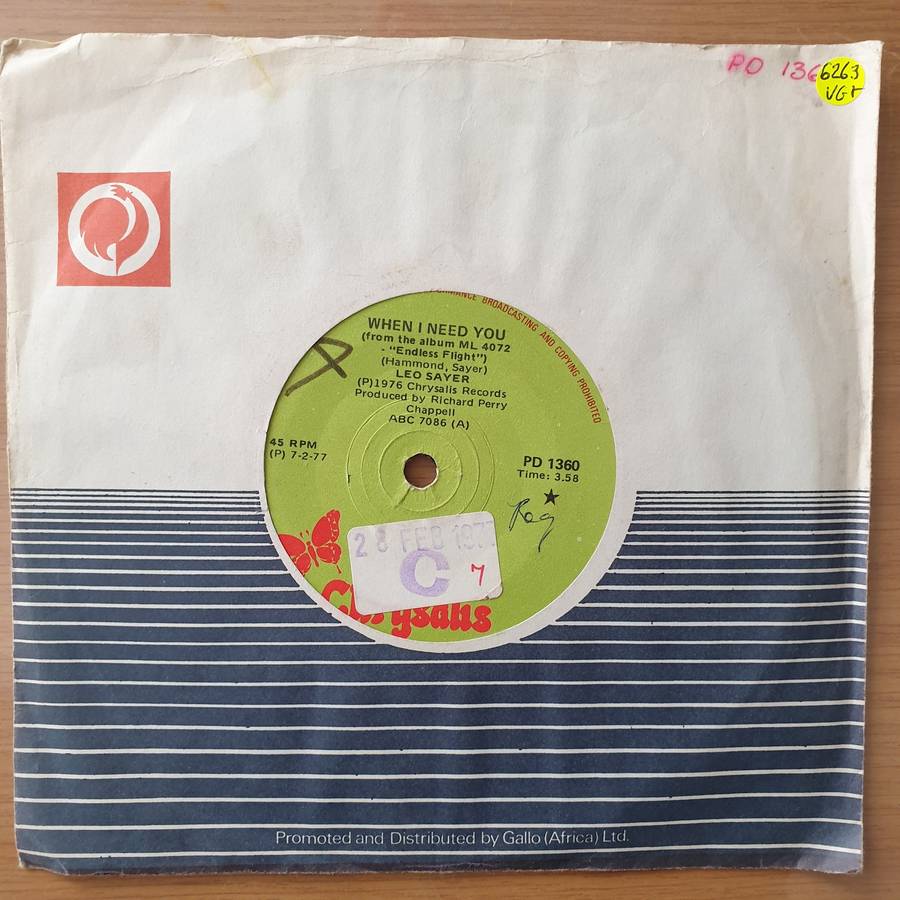 PD 136
6263
VG+
BROADCASTING AND COPYING PROHIBITED
WHEN I NEED YOU
(from the album ML 4072
- "Endless Flight")
(Hammond, Sayer)
LEO SAYER
(P)1976 Chrysalis Records
Produced by Richard Perry
Chappell
ABC 7086 (A)
45 RPM
(P) 7-2-77
PD 1360
Time: 3.58
28 FEB 1977
C
7
Chrysalis
Promoted and Distributed by Gallo (Africa) Ltd.